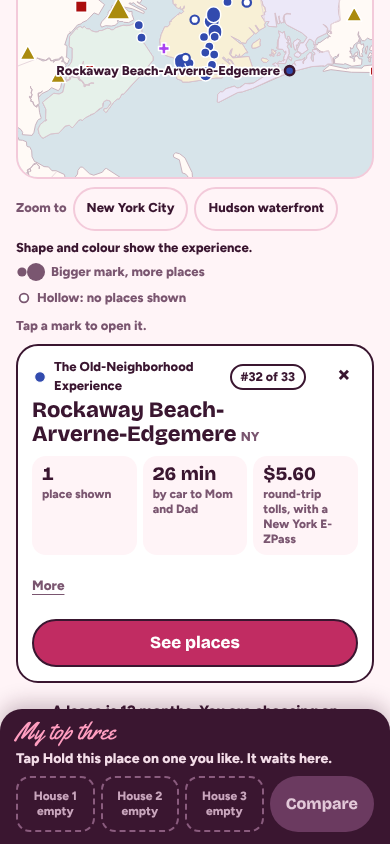 Rockaway Beach-Arverne-Edgemere
Zoom to
New York City
Hudson waterfront
Shape and colour show the experience.
Bigger mark, more places
Hollow: no places shown
Tap a mark to open it.
The Old-Neighborhood
Experience
#32 of 33
×
Rockaway Beach-
Arverne-Edgemere NY
1
place shown
26 min
by car to Mom
and Dad
$5.60
round-trip
tolls, with a
New York E-
ZPass
More
See places
My top three
Tap Hold this place on one you like. It waits here.
House 1
empty
House 2
empty
House 3
empty
Compare